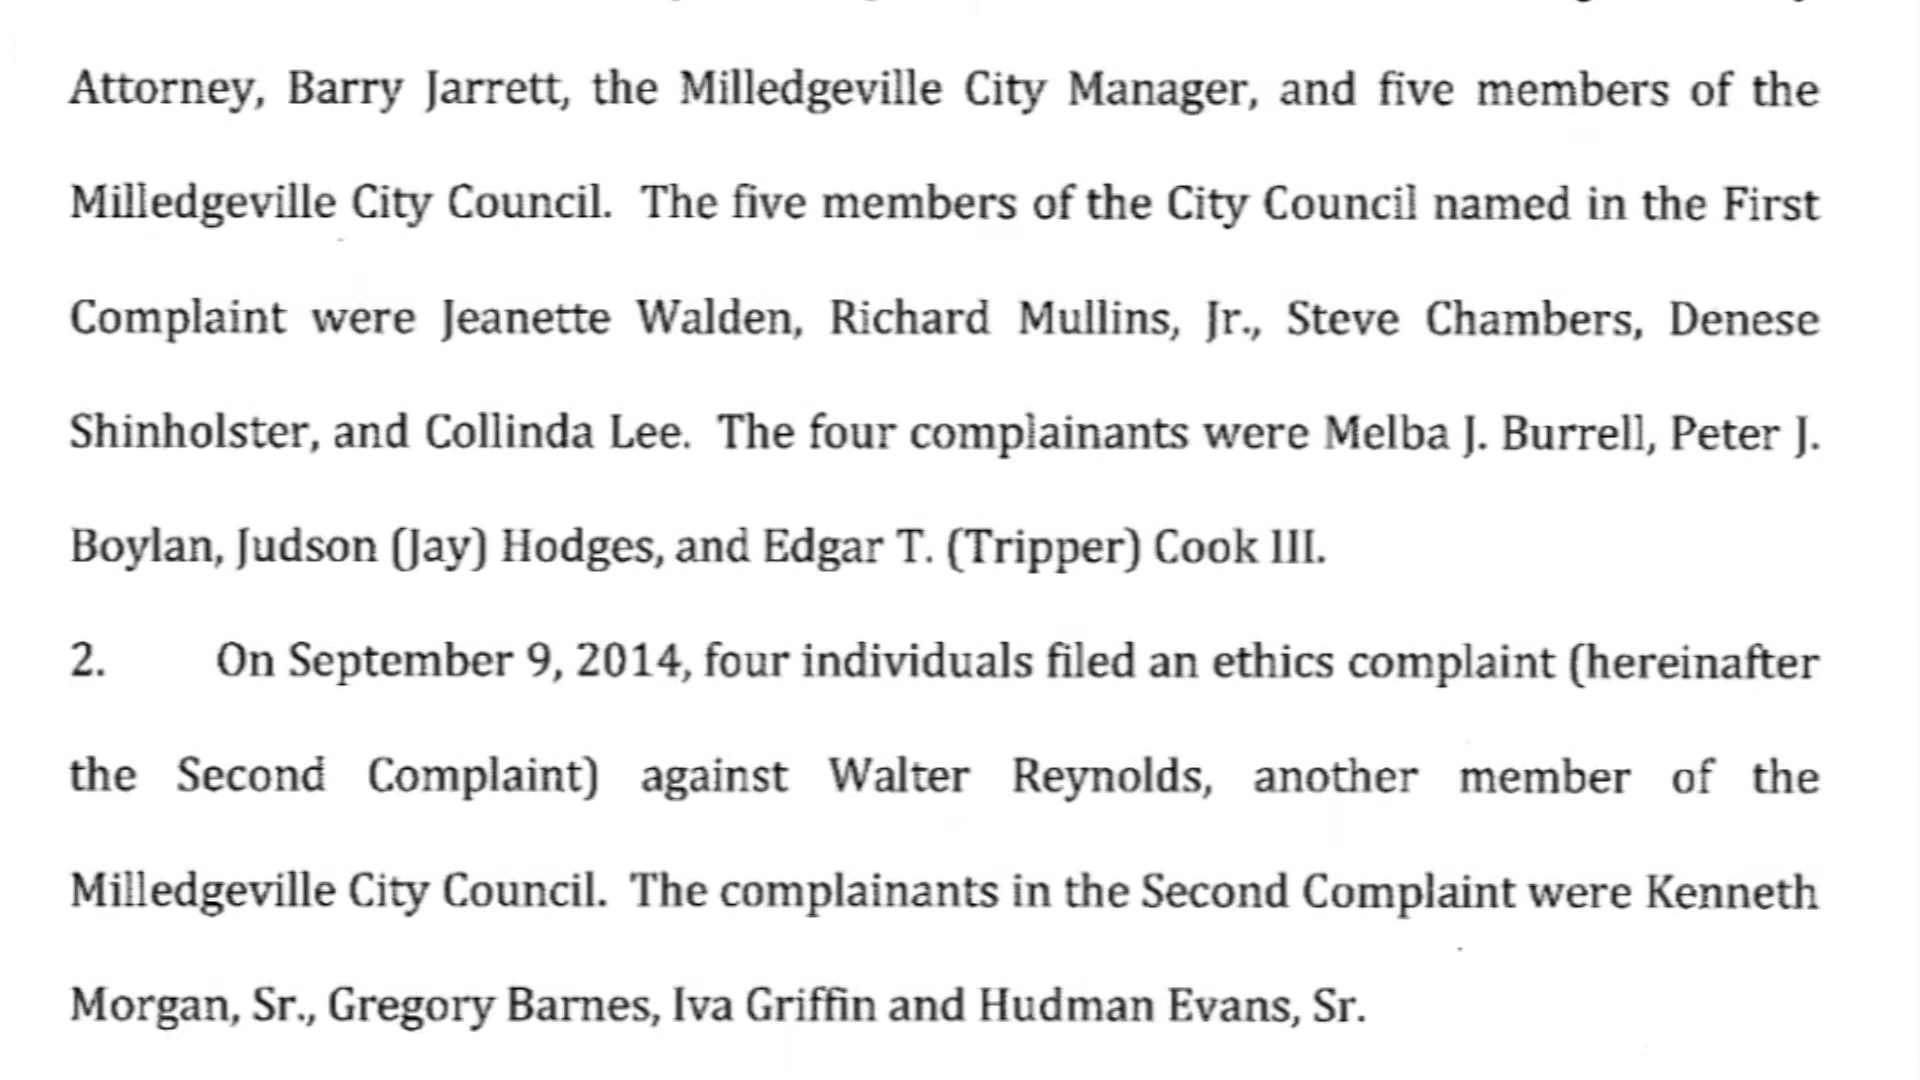 Attorney, Barry Jarrett, the Milledgeville City Manager, and five members of the
Milledgeville City Council. The five members of the City Council named in the First
Complaint were Jeanette Walden, Richard Mullins, Jr., Steve Chambers, Denese
Shinholster, and Collinda Lee. The four complainants were Melba J. Burrell, Peter J.
Boylan, Judson (Jay) Hodges, and Edgar T. (Tripper) Cook III.
2. On September 9, 2014, four individuals filed an ethics complaint (hereinafter
the Second Complaint) against Walter Reynolds, another member of the
Milledgeville City Council. The complainants in the Second Complaint were Kenneth
Morgan, Sr., Gregory Barnes, Iva Griffin and Hudman Evans, Sr.